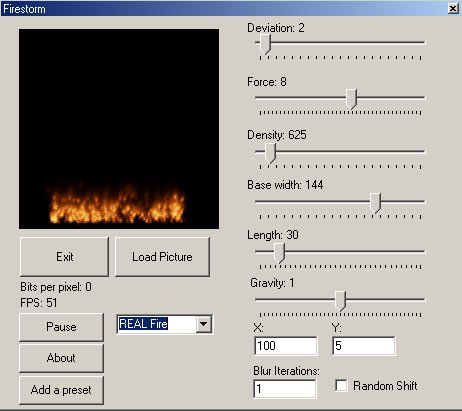 Firestorm
Deviation: 2
Force: 8
Density: 625
Base width: 144
Length: 30
Gravity: 1
Exit
Load Picture
Bits per pixel: 0
FPS: 51
Pause
REAL Fire
About
Add a preset
X:
Y:
100
5
Blur Iterations:
1
Random Shift